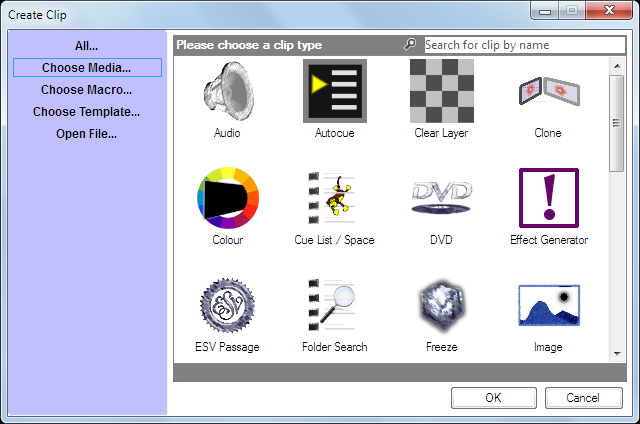 Create Clip
All...
Choose Media...
Choose Macro...
Choose Template...
Open File...
Please choose a clip type
Search for clip by name
Audio
Autocue
Clear Layer
Clone
Colour
Cue List / Space
DVD
DVD
Effect Generator
ESV
ESV Passage
Folder Search
Freeze
Image
OK
Cancel